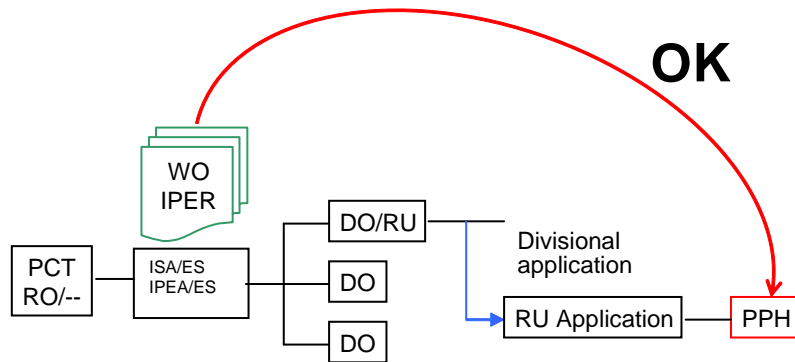 OK
WO
IPER
PCT
RO/--
ISA/ES
IPEA/ES
DO/RU
DO
DO
Divisional
application
RU Application
PPH